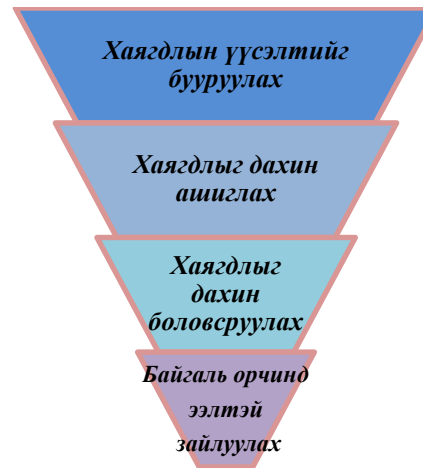 Хаягдлын үүсэлтийг
бууруулах
Хаягдлыг дахин
ашиглах
Хаягдлыг
дахин
боловсруулах
Байгаль орчинд
ээлтэй
зайлуулах